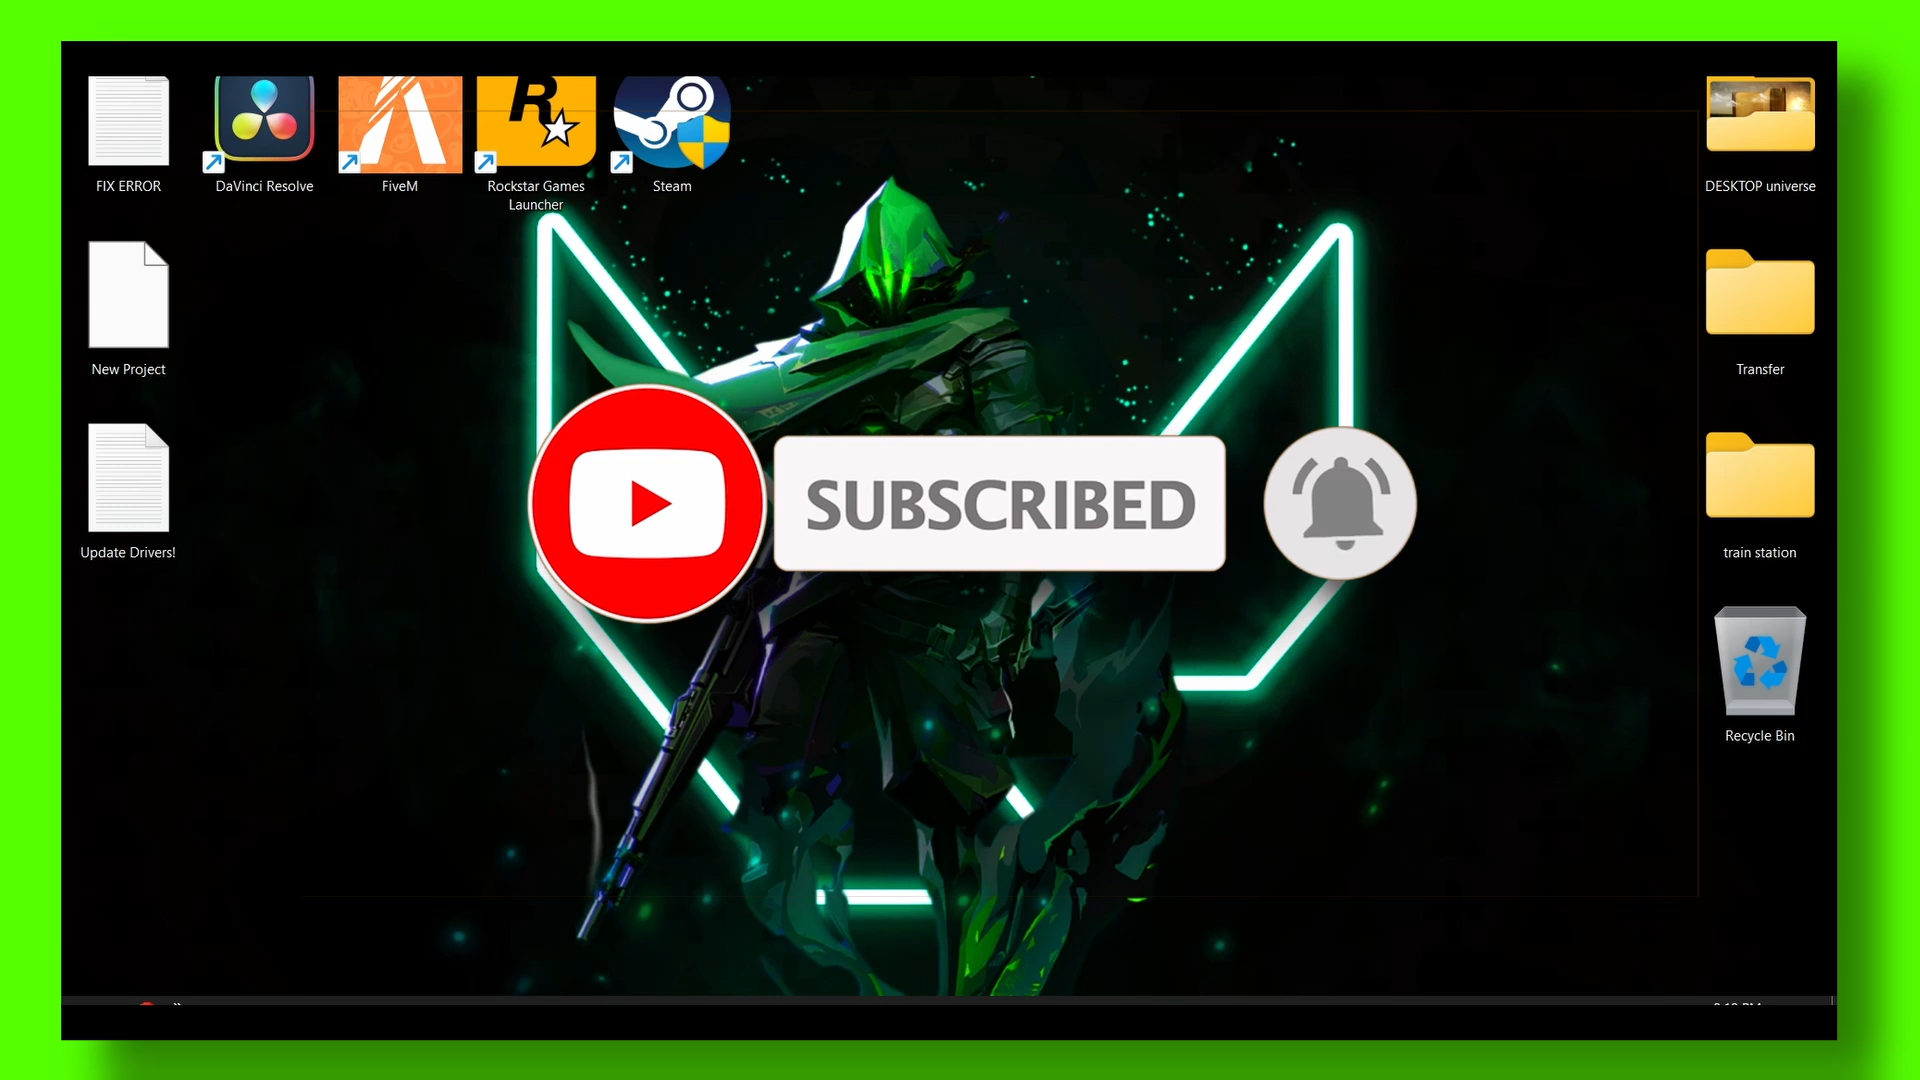 FIX ERROR
DaVinci Resolve
FiveM
Rockstar Games
Launcher
Steam
DESKTOP universe
New Project
Transfer
SUBSCRIBED
Update Drivers!
train station
Recycle Bin